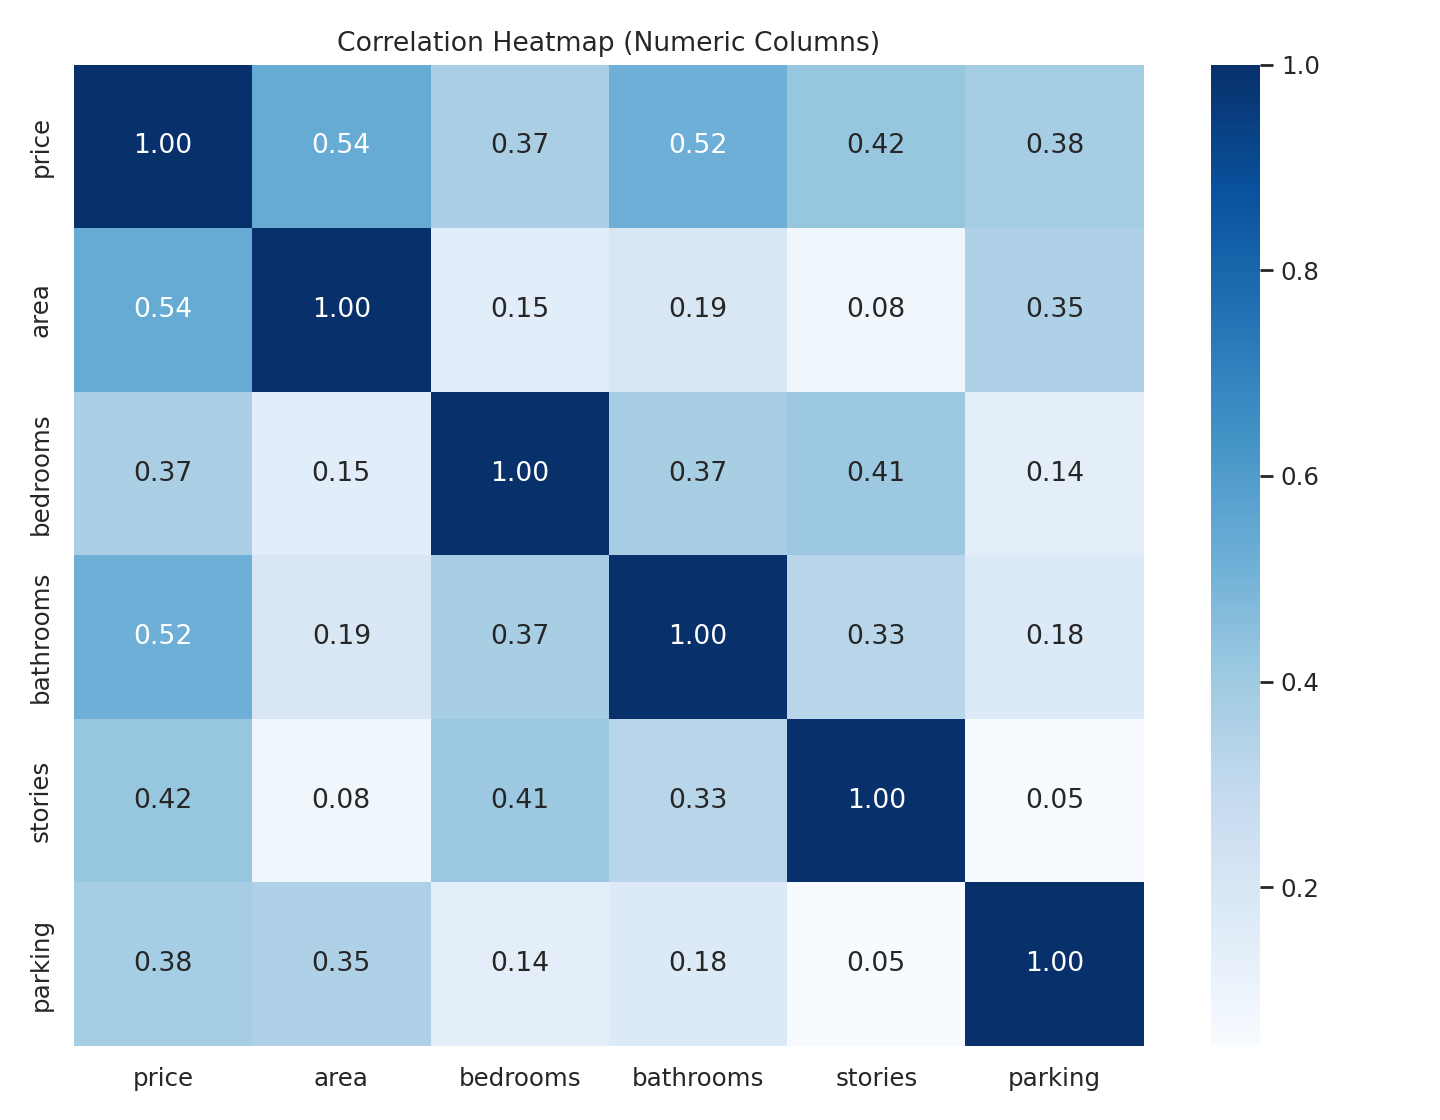 Correlation Heatmap (Numeric Columns)
price 1.00 0.54 0.37 0.52 0.42 0.38
area 0.54 1.00 0.15 0.19 0.08 0.35
bedrooms 0.37 0.15 1.00 0.37 0.41 0.14
bathrooms 0.52 0.19 0.37 1.00 0.33 0.18
stories 0.42 0.08 0.41 0.33 1.00 0.05
parking 0.38 0.35 0.14 0.18 0.05 1.00
price area bedrooms bathrooms stories parking
1.0
0.8
0.6
0.4
0.2